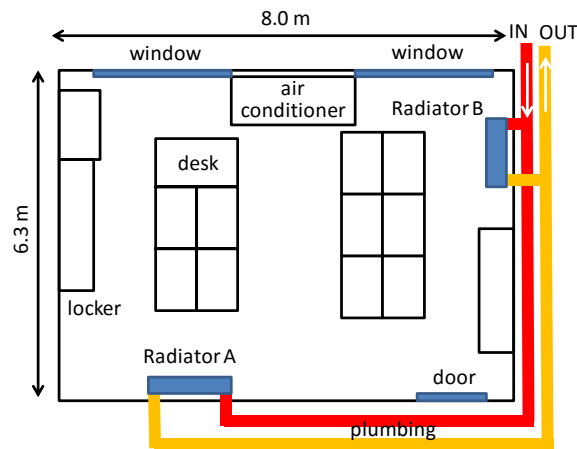 8.0 m
IN OUT
window
window
air
conditioner
Radiator B
desk
6.3 m
locker
Radiator A
door
plumbing